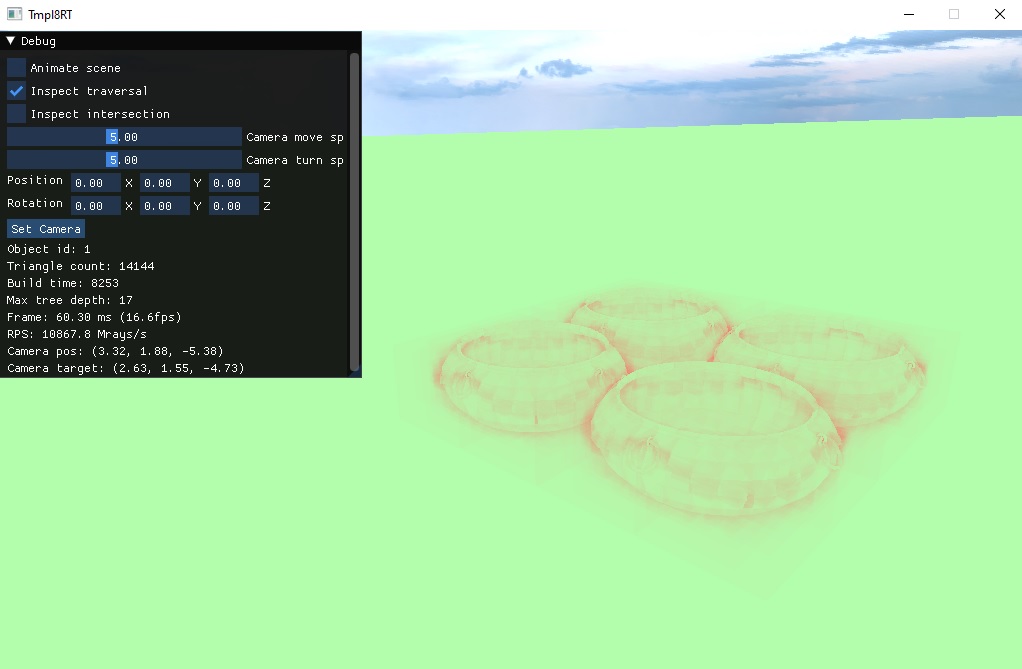 Tmpl8RT
Debug
Animate scene
Inspect traversal
Inspect intersection
5.00 Camera move sp
5.00 Camera turn sp
Position 0.00 X 0.00 Y 0.00 Z
Rotation 0.00 X 0.00 Y 0.00 Z
Set Camera
Object id: 1
Triangle count: 14144
Build time: 8253
Max tree depth: 17
Frame: 60.30 ms (16.6fps)
RPS: 10867.8 Mrays/s
Camera pos: (3.32, 1.88, -5.38)
Camera target: (2.63, 1.55, -4.73)